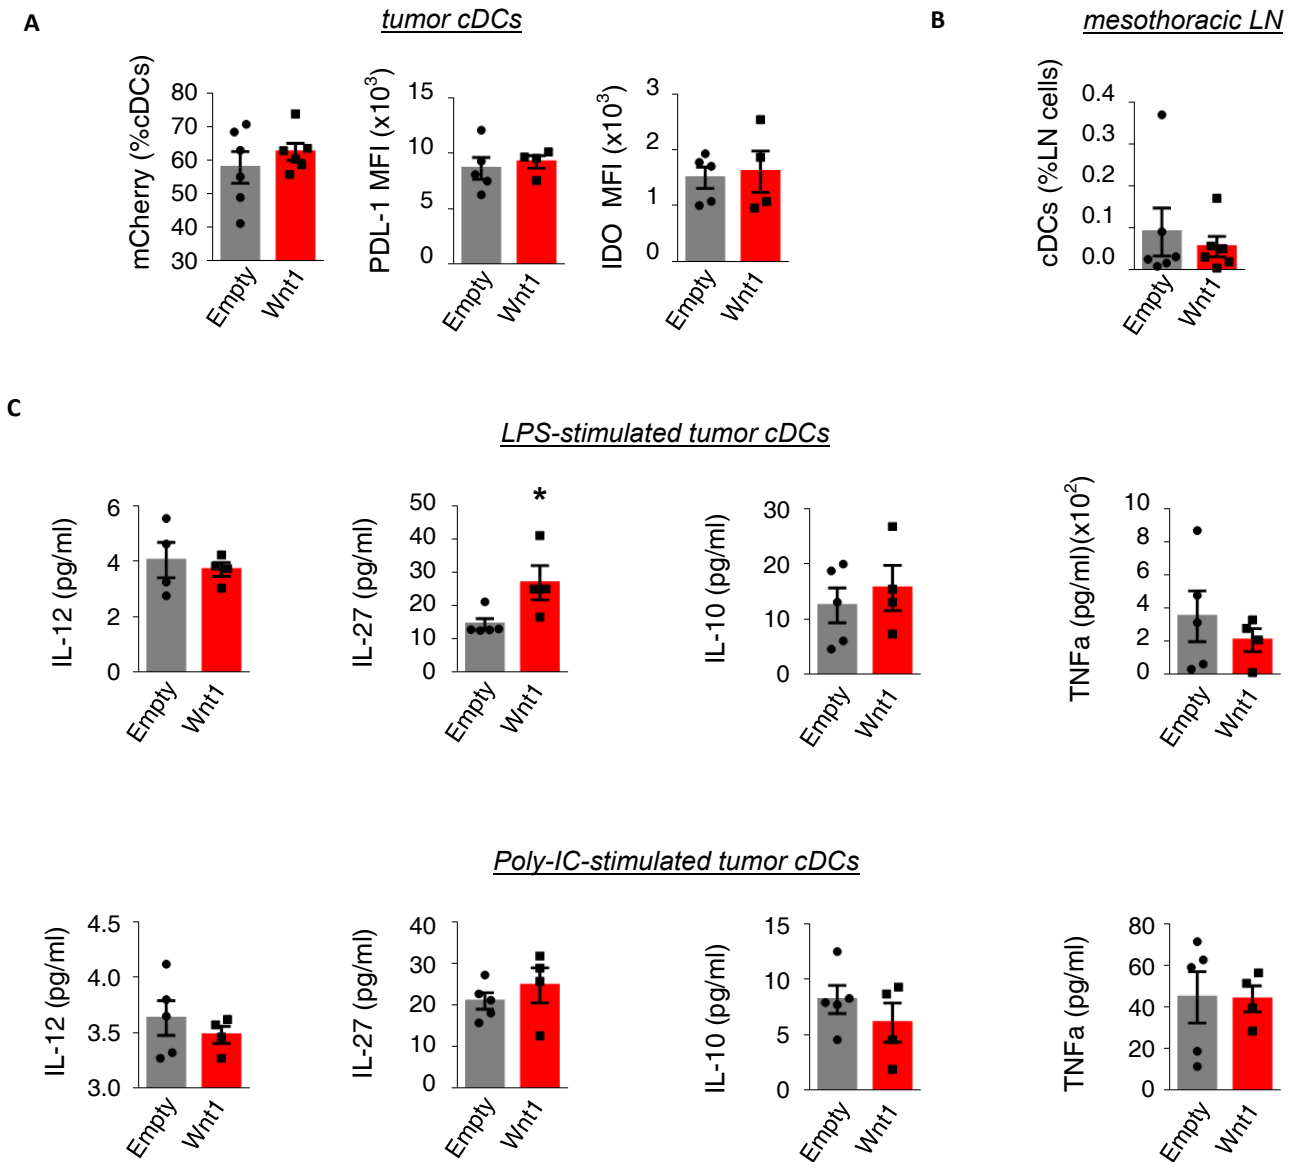 A
tumor cDCs
B
mesothoracic LN
mCherry (%cDCs)
80
70
60
50
40
30
Empty
Wnt1
PDL-1 MFI (x10³)
15
10
5
0
Empty
Wnt1
IDO MFI (x10³)
3
2
1
0
Empty
Wnt1
cDCs (%LN cells)
0.4
0.3
0.2
0.1
0.0
Empty
Wnt1
C
LPS-stimulated tumor cDCs
IL-12 (pg/ml)
6
4
2
0
Empty
Wnt1
IL-27 (pg/ml)
50
40
30
20
10
0
*
Empty
Wnt1
IL-10 (pg/ml)
30
20
10
0
Empty
Wnt1
TNFa (pg/ml)(x10²)
10
8
6
4
2
0
Empty
Wnt1
Poly-IC-stimulated tumor cDCs
IL-12 (pg/ml)
4.5
4.0
3.5
3.0
Empty
Wnt1
IL-27 (pg/ml)
40
30
20
10
0
Empty
Wnt1
IL-10 (pg/ml)
15
10
5
0
Empty
Wnt1
TNFa (pg/ml)
80
60
40
20
0
Empty
Wnt1